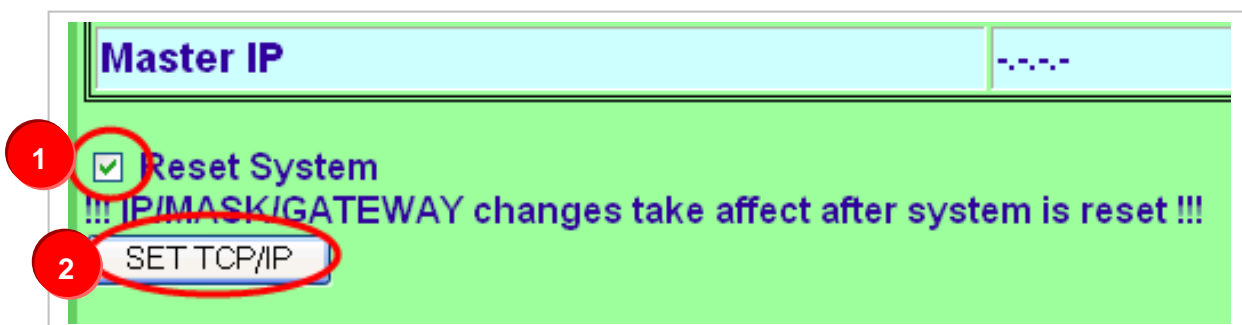 Master IP -.-.-.-
1
Reset System
!!! IP/MASK/GATEWAY changes take affect after system is reset !!!
2
SET TCP/IP